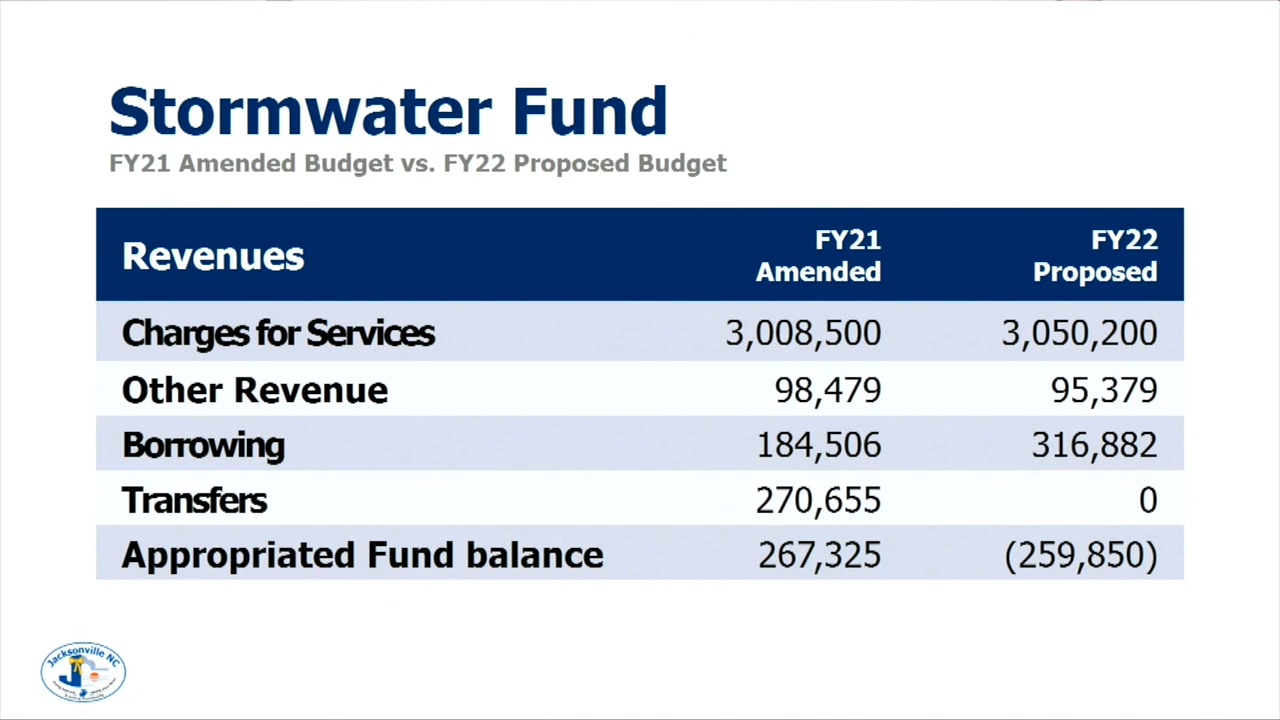 Stormwater Fund
FY21 Amended Budget vs. FY22 Proposed Budget
Revenues FY21 Amended FY22 Proposed
Charges for Services 3,008,500 3,050,200
Other Revenue 98,479 95,379
Borrowing 184,506 316,882
Transfers 270,655 0
Appropriated Fund balance 267,325 (259,850)
Jacksonville NC